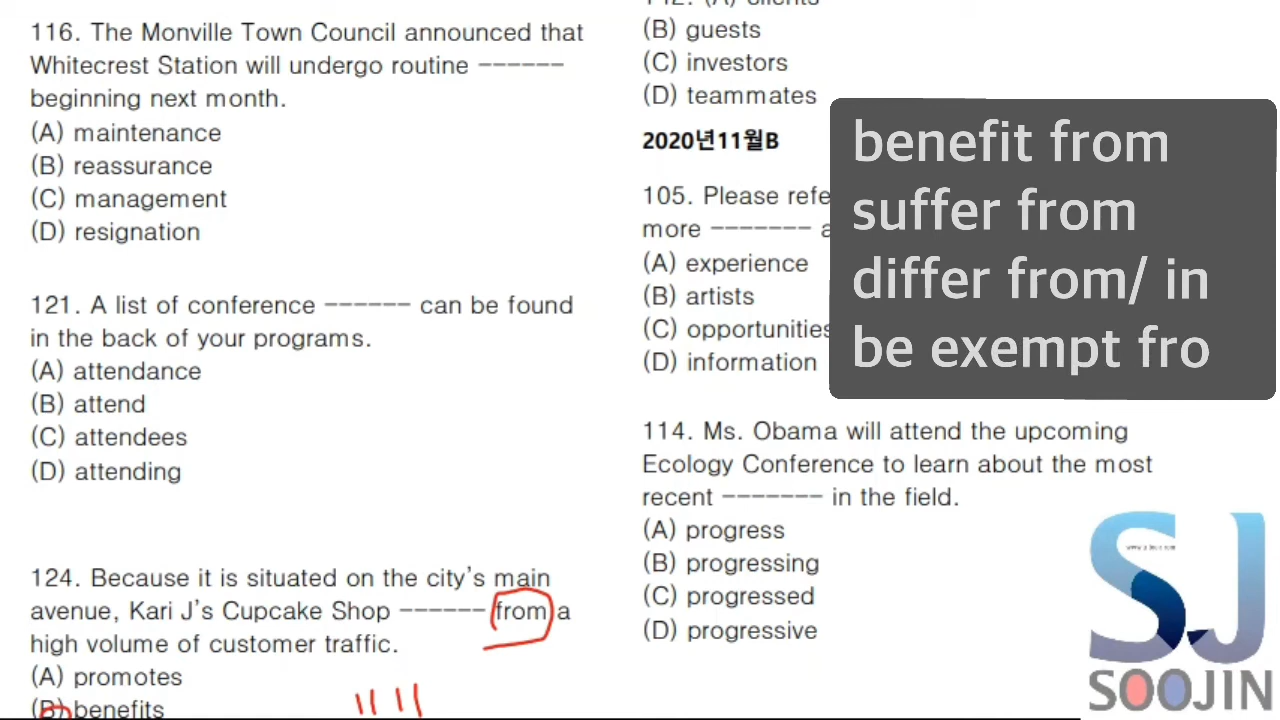 116. The Monville Town Council announced that
Whitecrest Station will undergo routine ------
beginning next month.
(A) maintenance
(B) reassurance
(C) management
(D) resignation
121. A list of conference ------ can be found
in the back of your programs.
(A) attendance
(B) attend
(C) attendees
(D) attending
124. Because it is situated on the city's main
avenue, Kari J's Cupcake Shop ------ from a
high volume of customer traffic.
(A) promotes
(B) benefits
(B) guests
(C) investors
(D) teammates
2020년11월B
105. Please refe
more ------- a
(A) experience
(B) artists
(C) opportunities
(D) information
114. Ms. Obama will attend the upcoming
Ecology Conference to learn about the most
recent ------- in the field.
(A) progress
(B) progressing
(C) progressed
(D) progressive
benefit from
suffer from
differ from/ in
be exempt fro
SJ
SOOJIN